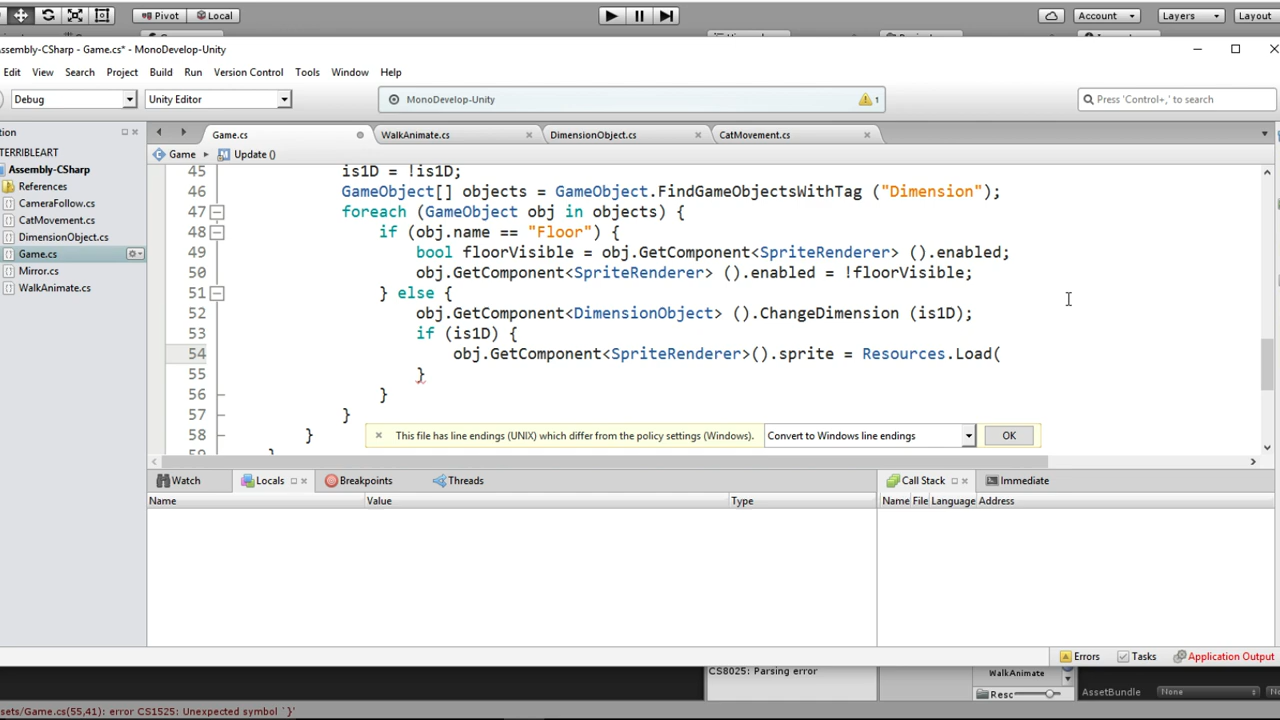 Pivot Local Account Layers Layout
Assembly-CSharp - Game.cs* - MonoDevelop-Unity
Edit View Search Project Build Run Version Control Tools Window Help
Debug Unity Editor MonoDevelop-Unity 1 Press 'Control+,' to search
tion
Game.cs WalkAnimate.cs DimensionObject.cs CatMovement.cs
TERRIBLEART
Assembly-CSharp
References
CameraFollow.cs
CatMovement.cs
DimensionObject.cs
Game.cs
Mirror.cs
WalkAnimate.cs
Game Update ()
45 is1D = !is1D;
46 GameObject[] objects = GameObject.FindGameObjectsWithTag ("Dimension");
47 foreach (GameObject obj in objects) {
48 if (obj.name == "Floor") {
49 bool floorVisible = obj.GetComponent<SpriteRenderer> ().enabled;
50 obj.GetComponent<SpriteRenderer> ().enabled = !floorVisible;
51 } else {
52 obj.GetComponent<DimensionObject> ().ChangeDimension (is1D);
53 if (is1D) {
54 obj.GetComponent<SpriteRenderer>().sprite = Resources.Load(
55 }
56 }
57 }
58 }
This file has line endings (UNIX) which differ from the policy settings (Windows). Convert to Windows line endings OK
Watch Locals Breakpoints Threads
Name Value Type
Call Stack Immediate
Name File Language Address
Errors Tasks Application Output
CS8025: Parsing error
WalkAnimate
Resc
AssetBundle None None
sets/Game.cs(55,41): error CS1525: Unexpected symbol `}'